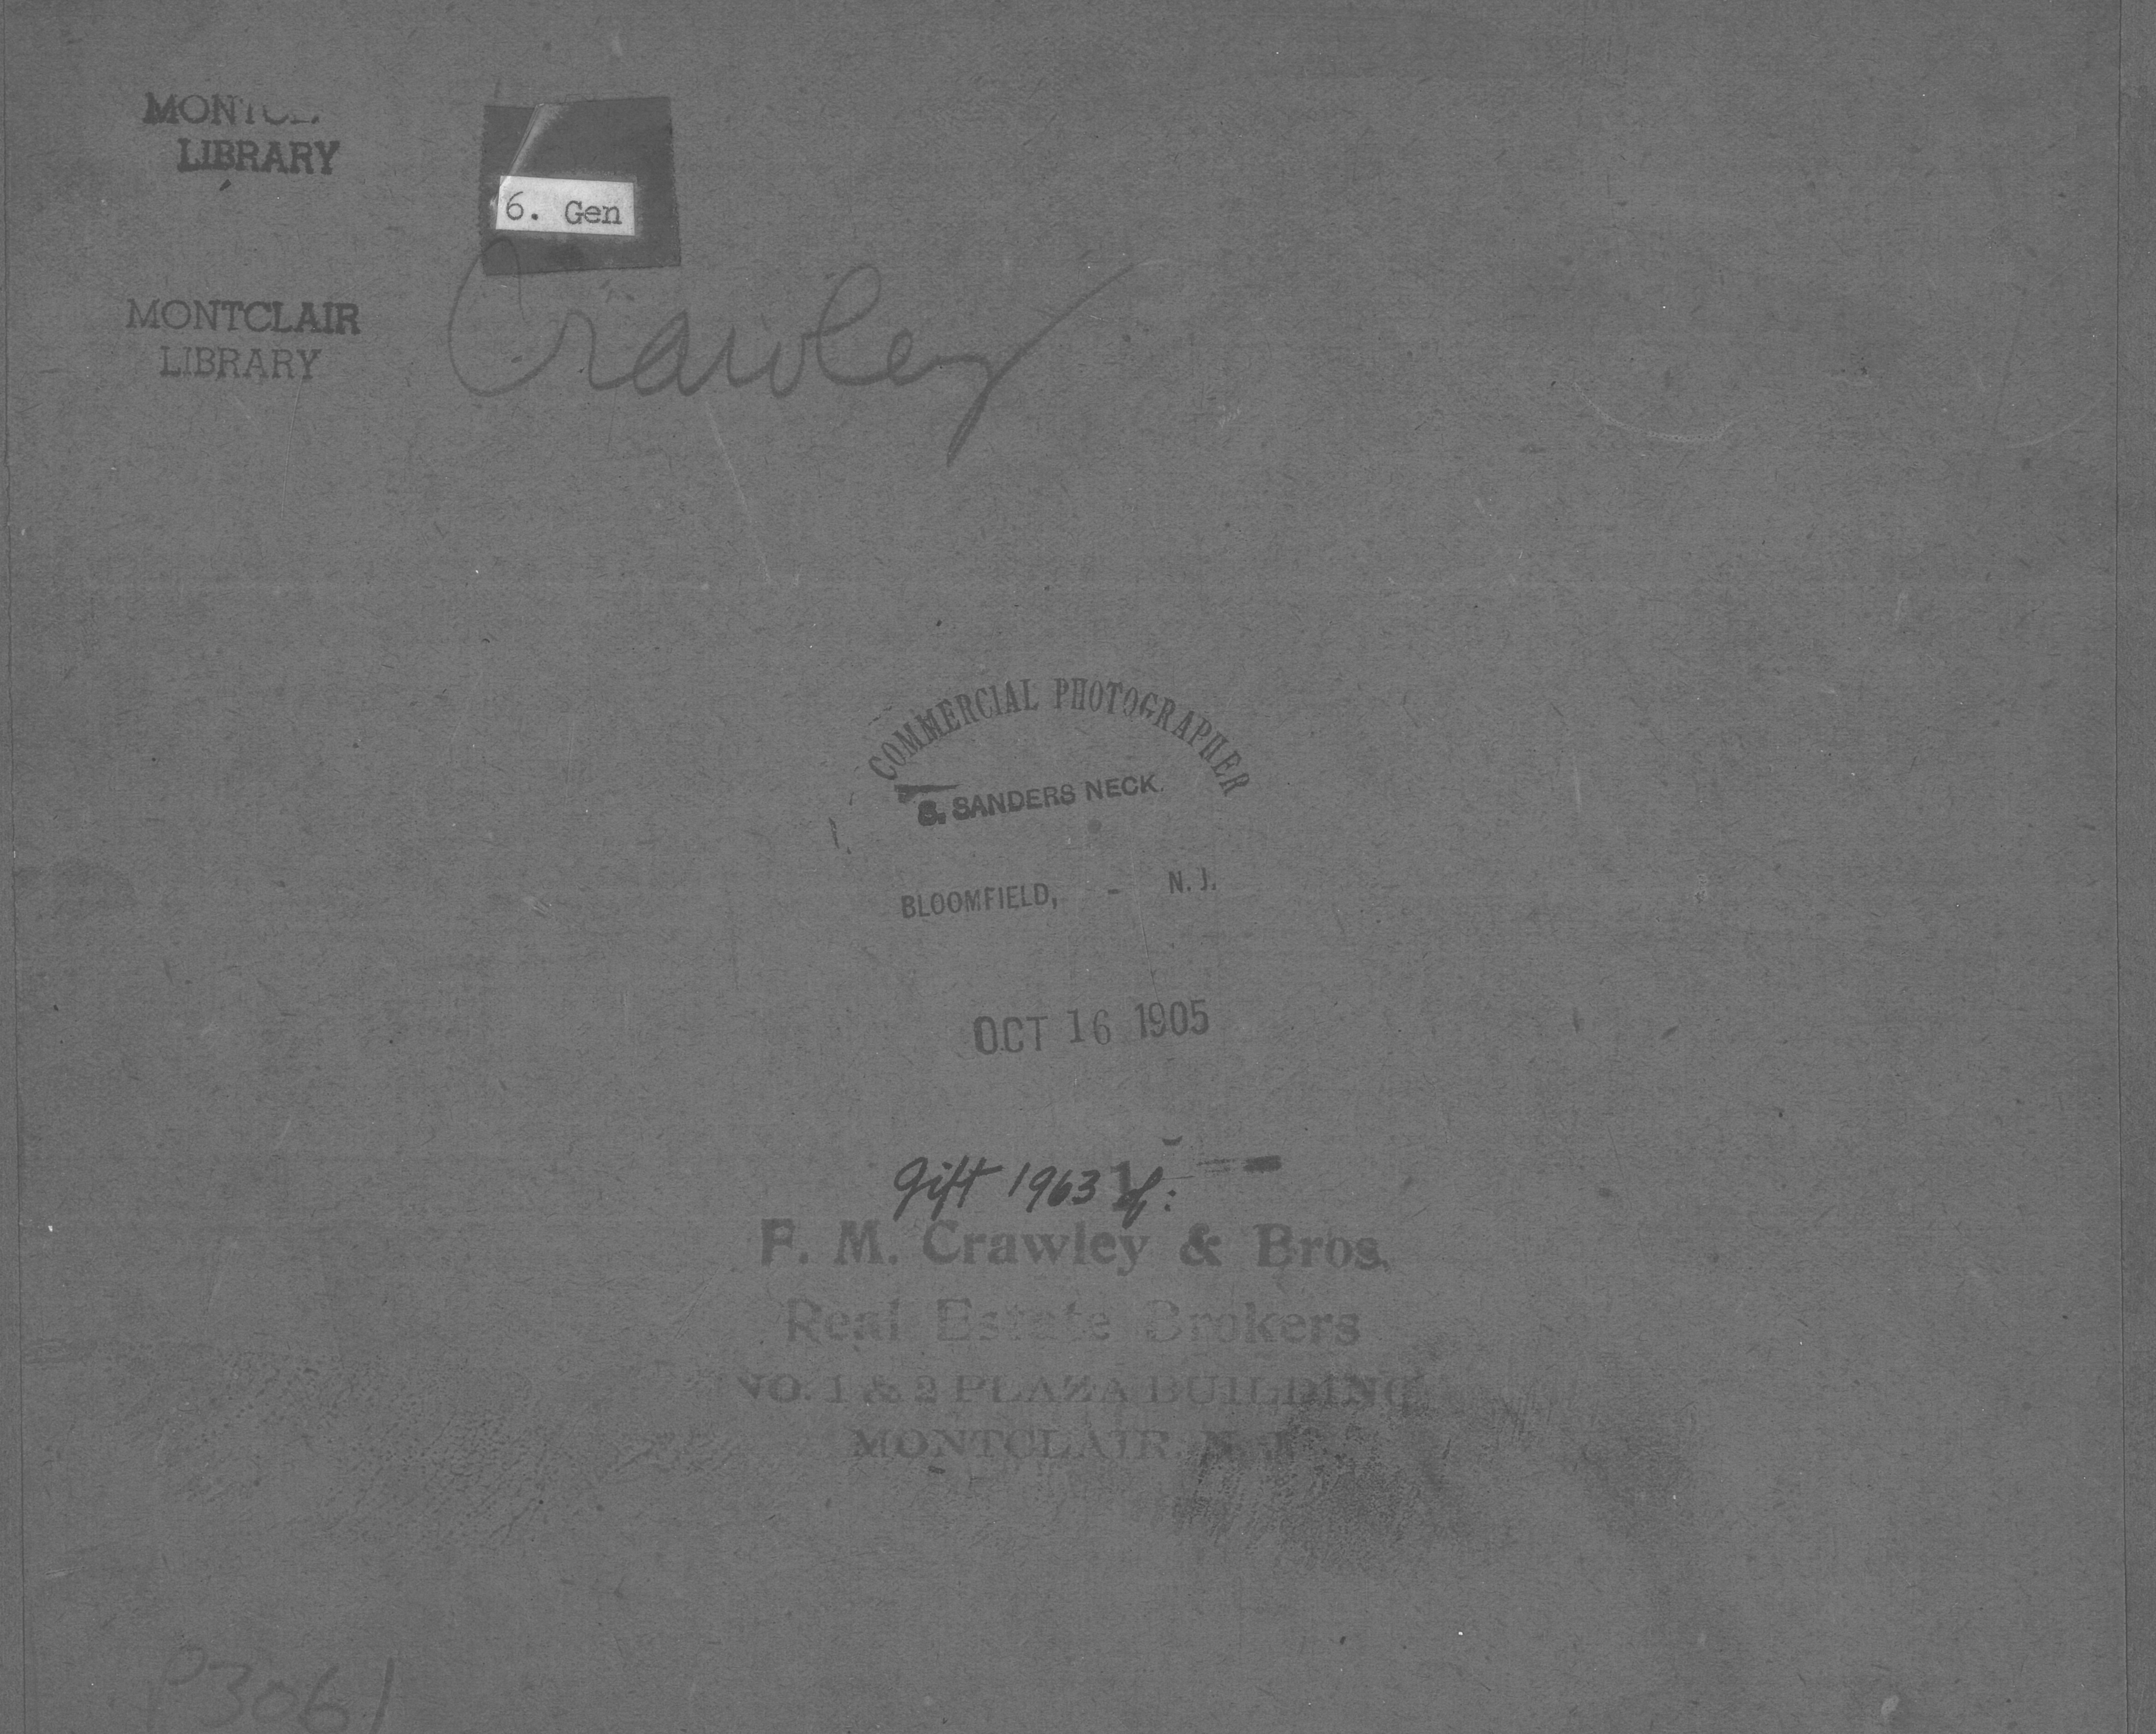 MONTCL
LIBRARY
6. Gen
MONTCLAIR
LIBRARY
Crawley
COMMERCIAL PHOTOGRAPHER
S. SANDERS NECK.
BLOOMFIELD, - N. J.
OCT 16 1905
gift 1963 of:
F. M. Crawley & Bros.
Real Estate Brokers
NO. 1 & 2 PLAZA BUILDING
MONTCLAIR, N. J.
P3061